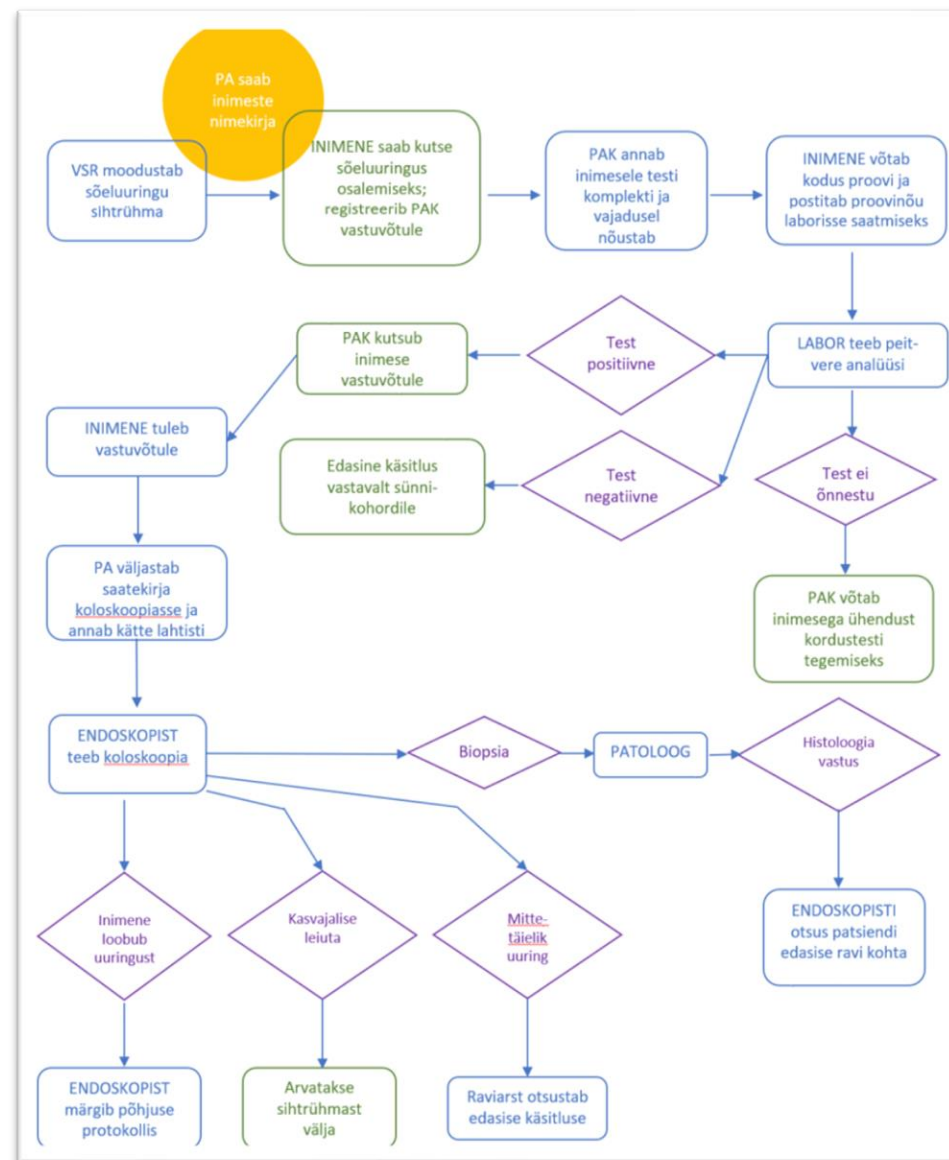 PA saab
inimeste
nimekirja
VSR moodustab
sõeluuringu
sihtrühma
INIMENE saab kutse
sõeluuringus
osalemiseks;
registreerib PAK
vastuvõtule
PAK annab
inimesele testi
komplekti ja
vajadusel
nõustab
INIMENE võtab
kodus proovi ja
postitab proovinõu
laborisse saatmiseks
PAK kutsub
inimese
vastuvõtule
Test
positiivne
LABOR teeb peit-
vere analüüsi
INIMENE tuleb
vastuvõtule
Edasine käsitlus
vastavalt sünni-
kohordile
Test
negatiivne
Test ei
õnnestu
PA väljastab
saatekirja
koloskoopiasse ja
annab kätte lahtisti
PAK võtab
inimesega ühendust
kordustesti
tegemiseks
ENDOSKOPIST
teeb koloskoopia
Biopsia
PATOLOOG
Histoloogia
vastus
Inimene
loobub
uuringust
Kasvajalise
leiuta
Mitte-
täielik
uuring
ENDOSKOPISTI
otsus patsiendi
edasise ravi kohta
ENDOSKOPIST
märgib põhjuse
protokollis
Arvatakse
sihtrühmast
välja
Raviarst otsustab
edasise käsitluse